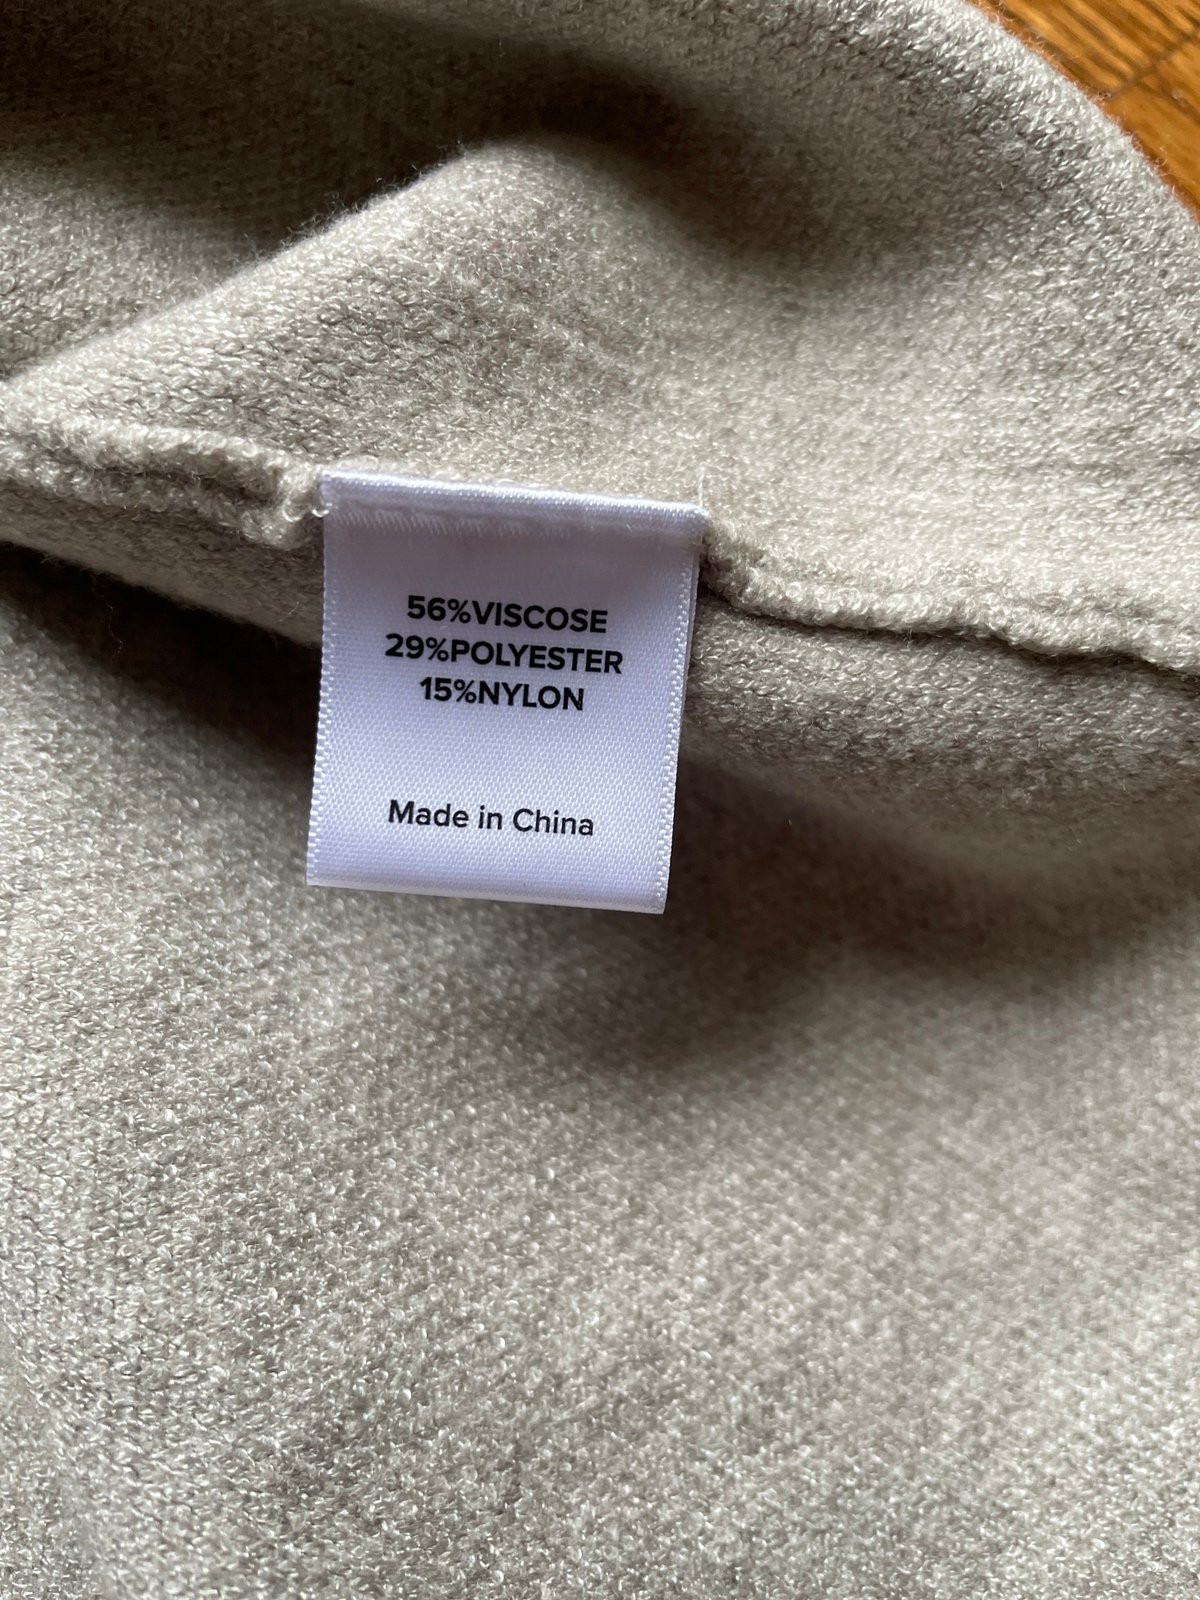 56%VISCOSE
29%POLYESTER
15%NYLON
Made in China